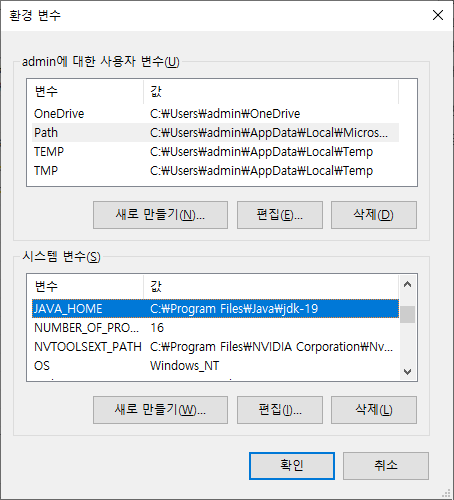 환경 변수
admin에 대한 사용자 변수(U)
변수 값
OneDrive C:₩Users₩admin₩OneDrive
Path C:₩Users₩admin₩AppData₩Local₩Micros...
TEMP C:₩Users₩admin₩AppData₩Local₩Temp
TMP C:₩Users₩admin₩AppData₩Local₩Temp
새로 만들기(N)... 편집(E)... 삭제(D)
시스템 변수(S)
변수 값
JAVA_HOME C:₩Program Files₩Java₩jdk-19
NUMBER_OF_PRO... 16
NVTOOLSEXT_PATH C:₩Program Files₩NVIDIA Corporation₩Nv...
OS Windows_NT
새로 만들기(W)... 편집(I)... 삭제(L)
확인 취소